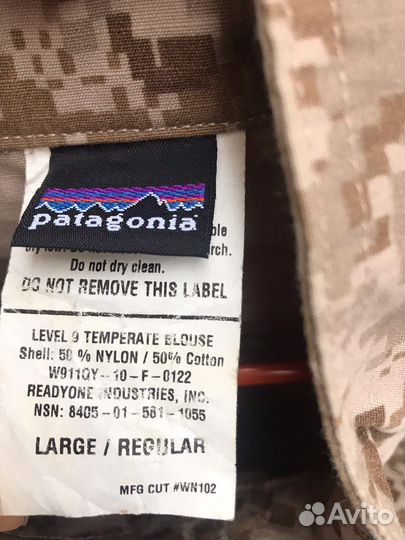 patagonia
Do not dry clean.
DO NOT REMOVE THIS LABEL
LEVEL 9 TEMPERATE BLOUSE
Shell: 50 % NYLON / 50% Cotton
W911QY-10-F-0122
READYONE INDUSTRIES, INC.
NSN: 8405-01-561-1055
LARGE / REGULAR
MFG CUT #WN102
Avito